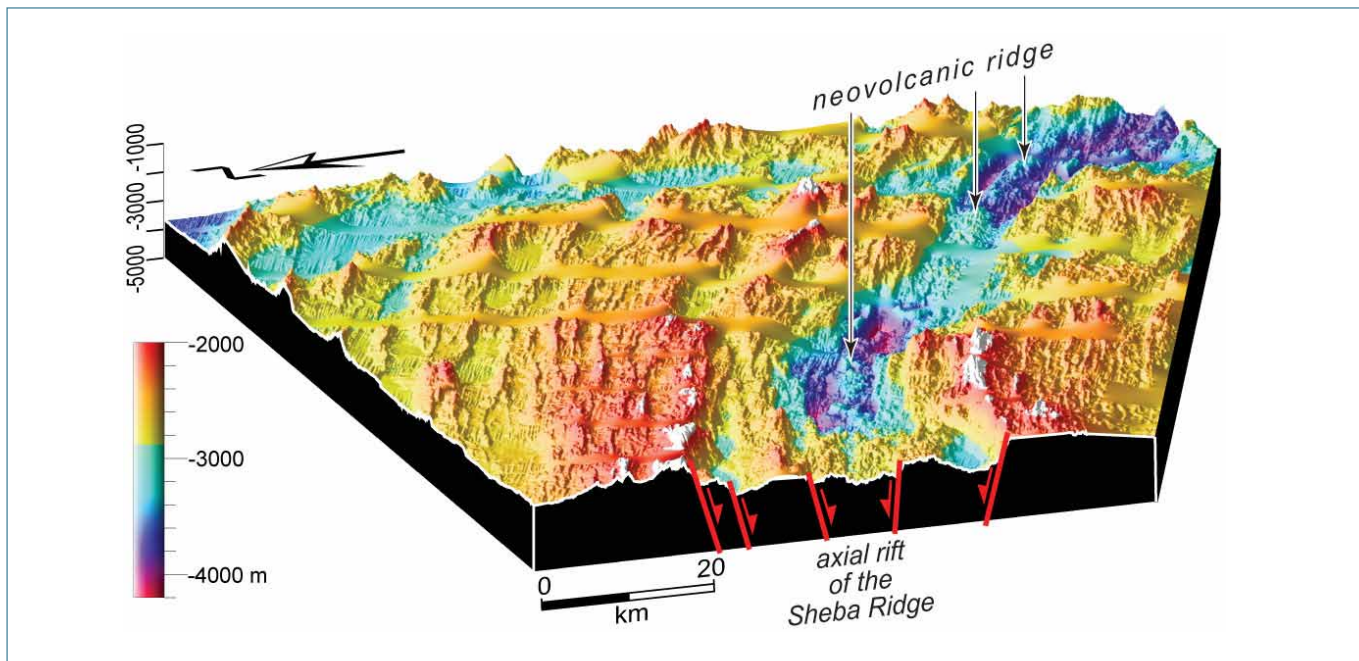 neovolcanic ridge
-1000
-3000
-5000
-2000
-3000
-4000 m
0 20
km
axial rift
of the
Sheba Ridge